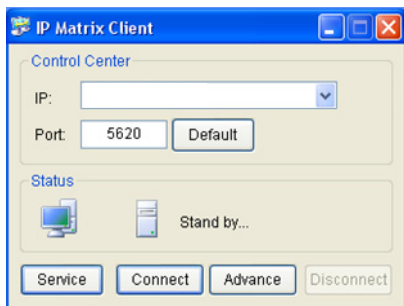 IP Matrix Client
Control Center
IP:
Port: 5620 Default
Status
Stand by...
Service Connect Advance Disconnect